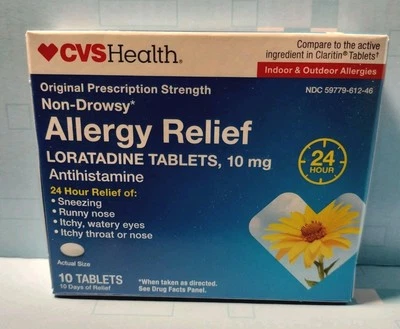 CVSHealth®
Compare to the active
ingredient in Claritin® Tablets†
Indoor & Outdoor Allergies
NDC 59779-612-46
Original Prescription Strength
Non-Drowsy*
Allergy Relief
LORATADINE TABLETS, 10 mg
Antihistamine
24 Hour Relief of:
• Sneezing
• Runny nose
• Itchy, watery eyes
• Itchy throat or nose
24
HOUR
Actual Size
10 TABLETS
10 Days of Relief
*When taken as directed.
See Drug Facts Panel.